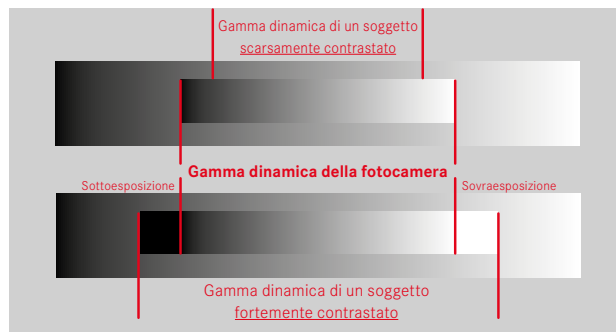 Gamma dinamica di un soggetto
scarsamente contrastato
Gamma dinamica della fotocamera
Sottoesposizione
Sovraesposizione
Gamma dinamica di un soggetto
fortemente contrastato